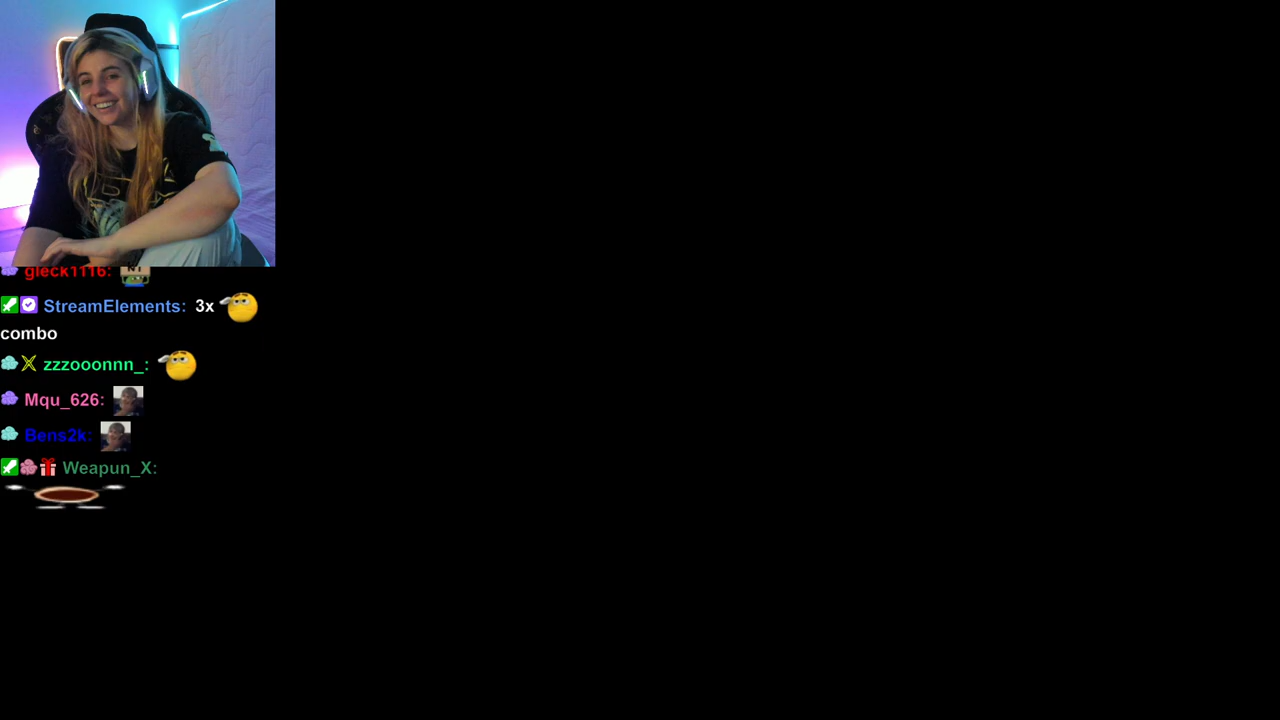 gleck1116:
StreamElements: 3x
combo
zzzooonnn_:
Mqu_626:
Bens2k:
Weapun_X: